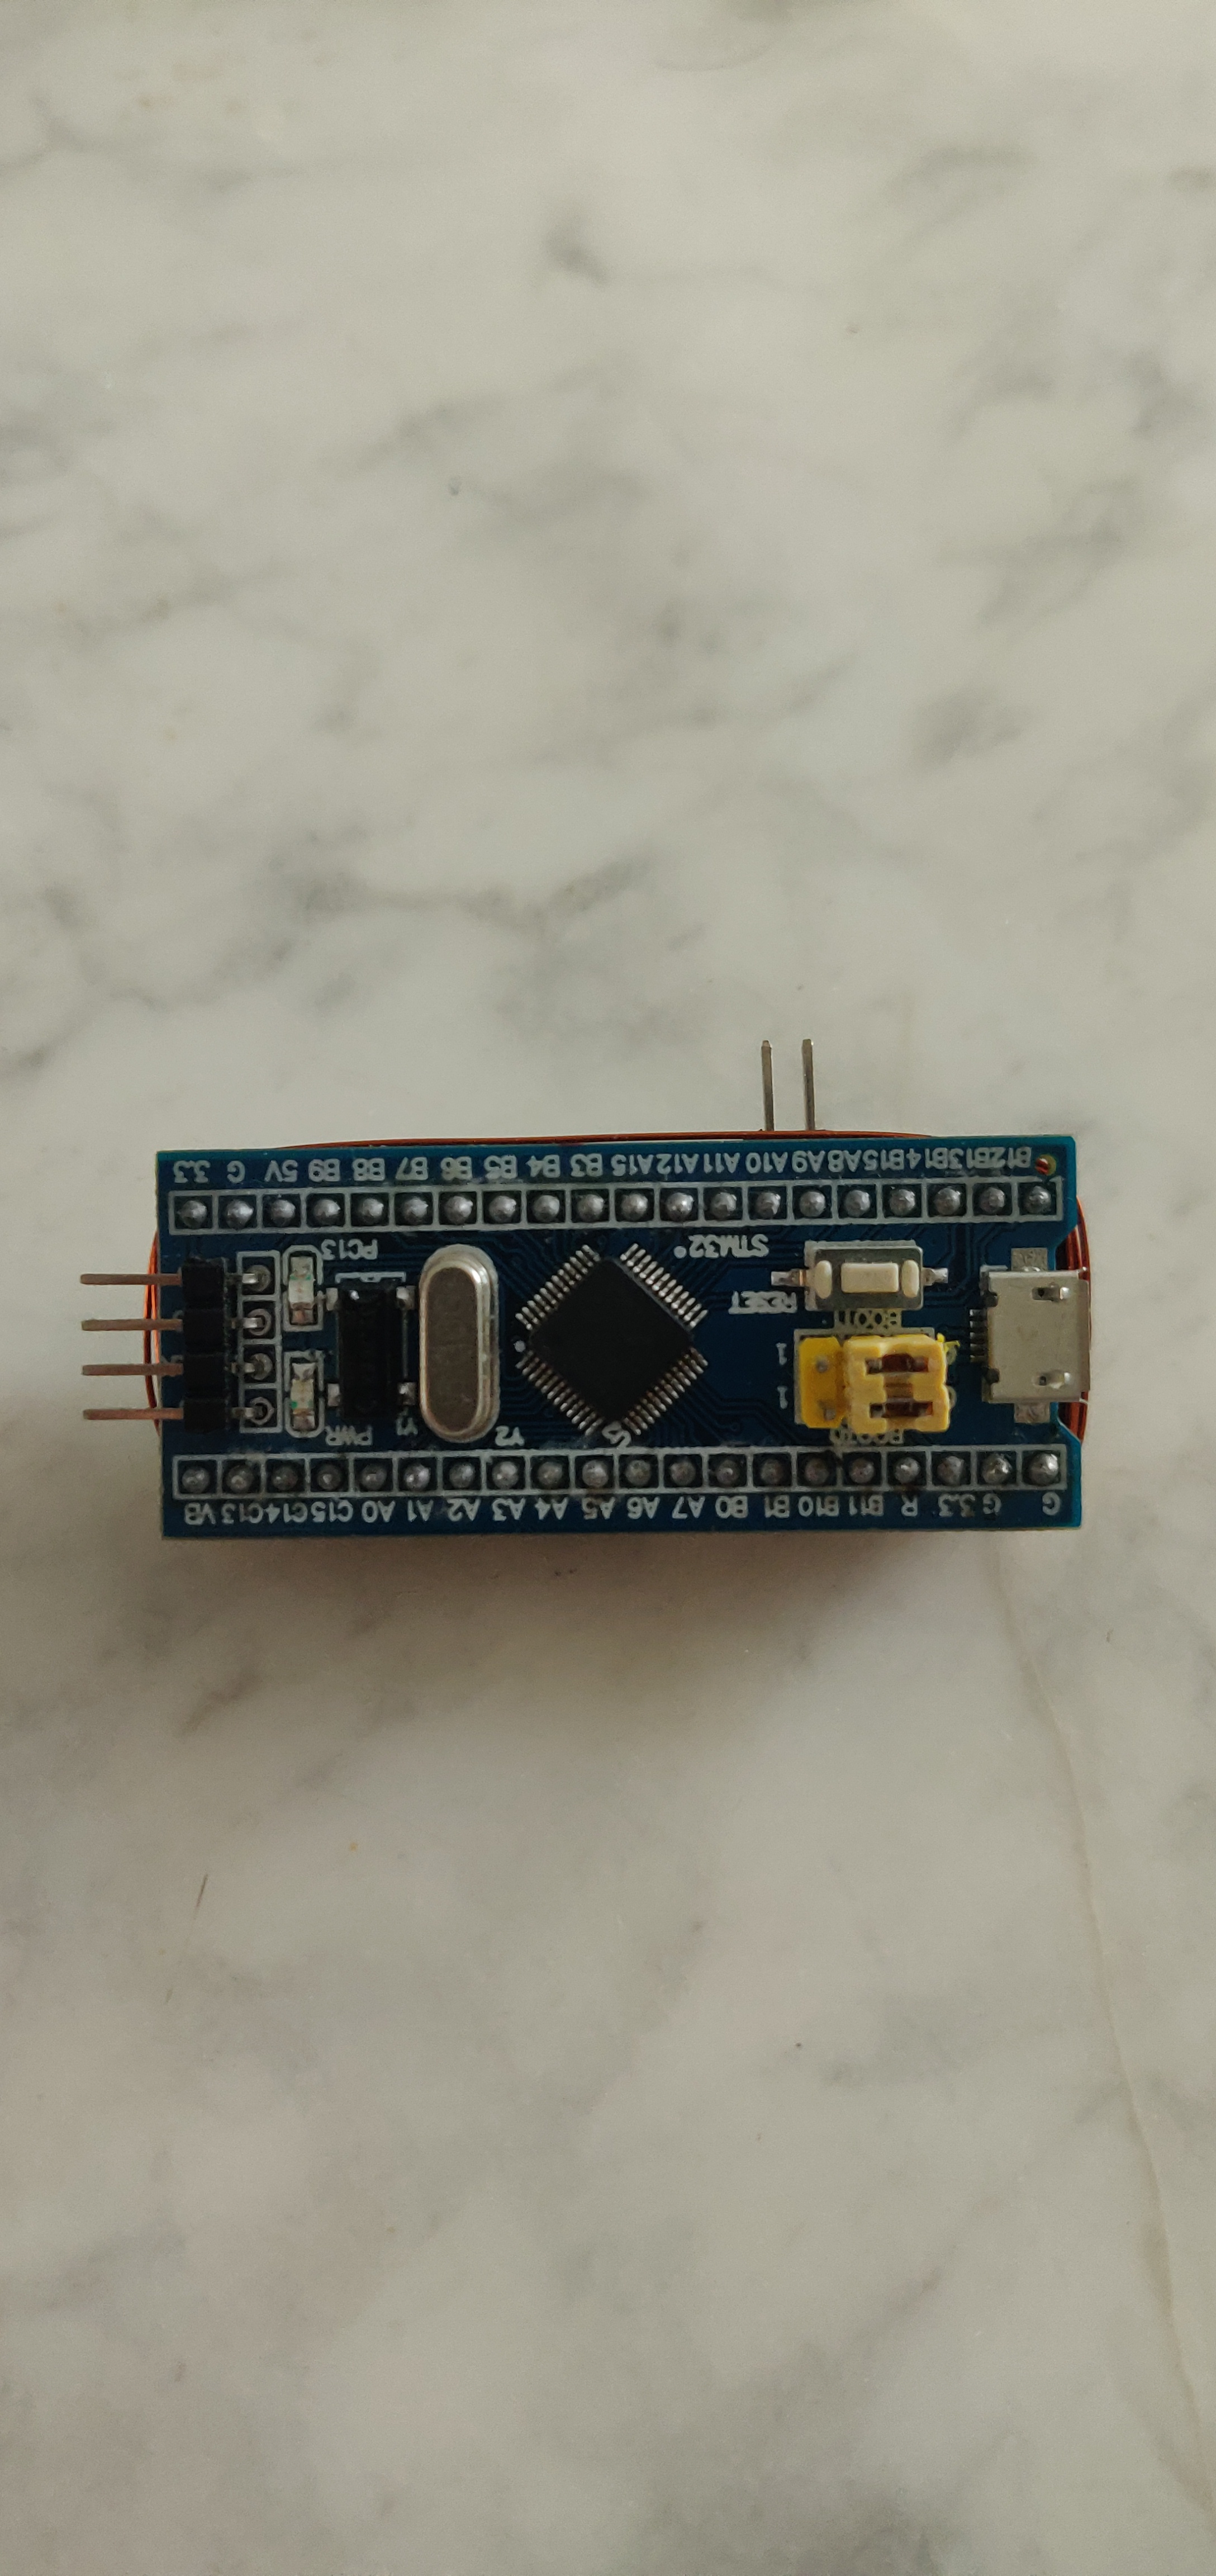 G G 3.3 R B11 B10 B1 B0 A7 A6 A5 A4 A3 A2 A1 A0 C15 C14 C13 VB
Y2 Y1 PWR
1
1
RESET
STM32 PC13
B12 B13 B14 B15 A8 A9 A10 A11 A12 A15 B3 B4 B5 B6 B7 B8 B9 5V G 3.3